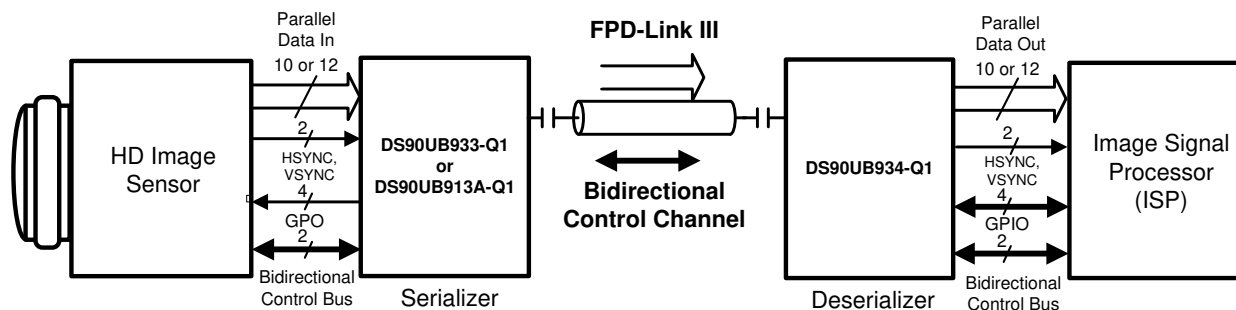 HD Image
Sensor
Parallel
Data In
10 or 12
2
HSYNC,
VSYNC
4
GPO
2
Bidirectional
Control Bus
DS90UB933-Q1
or
DS90UB913A-Q1
Serializer
FPD-Link III
Bidirectional
Control Channel
DS90UB934-Q1
Deserializer
Parallel
Data Out
10 or 12
2
HSYNC,
VSYNC
4
GPIO
2
Bidirectional
Control Bus
Image Signal
Processor
(ISP)